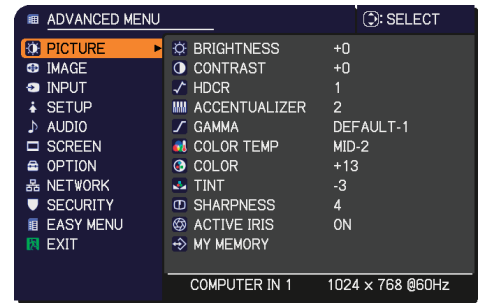 ADVANCED MENU : SELECT
PICTURE
IMAGE
INPUT
SETUP
AUDIO
SCREEN
OPTION
NETWORK
SECURITY
EASY MENU
EXIT
BRIGHTNESS +0
CONTRAST +0
HDCR 1
ACCENTUALIZER 2
GAMMA DEFAULT-1
COLOR TEMP MID-2
COLOR +13
TINT -3
SHARPNESS 4
ACTIVE IRIS ON
MY MEMORY
COMPUTER IN 1 1024 × 768 @60Hz